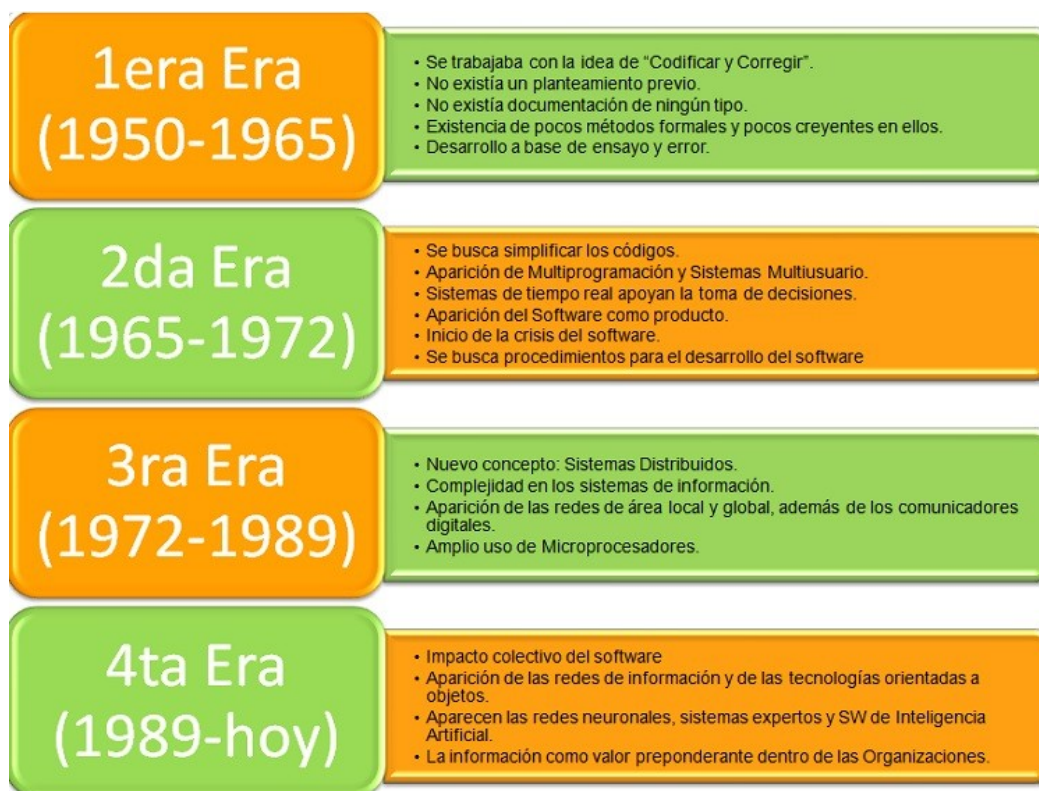 1era Era
(1950-1965)
• Se trabajaba con la idea de “Codificar y Corregir”.
• No existía un planteamiento previo.
• No existía documentación de ningún tipo.
• Existencia de pocos métodos formales y pocos creyentes en ellos.
• Desarrollo a base de ensayo y error.
2da Era
(1965-1972)
• Se busca simplificar los códigos.
• Aparición de Multiprogramación y Sistemas Multiusuario.
• Sistemas de tiempo real apoyan la toma de decisiones.
• Aparición del Software como producto.
• Inicio de la crisis del software.
• Se busca procedimientos para el desarrollo del software
3ra Era
(1972-1989)
• Nuevo concepto: Sistemas Distribuidos.
• Complejidad en los sistemas de información.
• Aparición de las redes de área local y global, además de los comunicadores
digitales.
• Amplio uso de Microprocesadores.
4ta Era
(1989-hoy)
• Impacto colectivo del software
• Aparición de las redes de información y de las tecnologías orientadas a
objetos.
• Aparecen las redes neuronales, sistemas expertos y SW de Inteligencia
Artificial.
• La información como valor preponderante dentro de las Organizaciones.